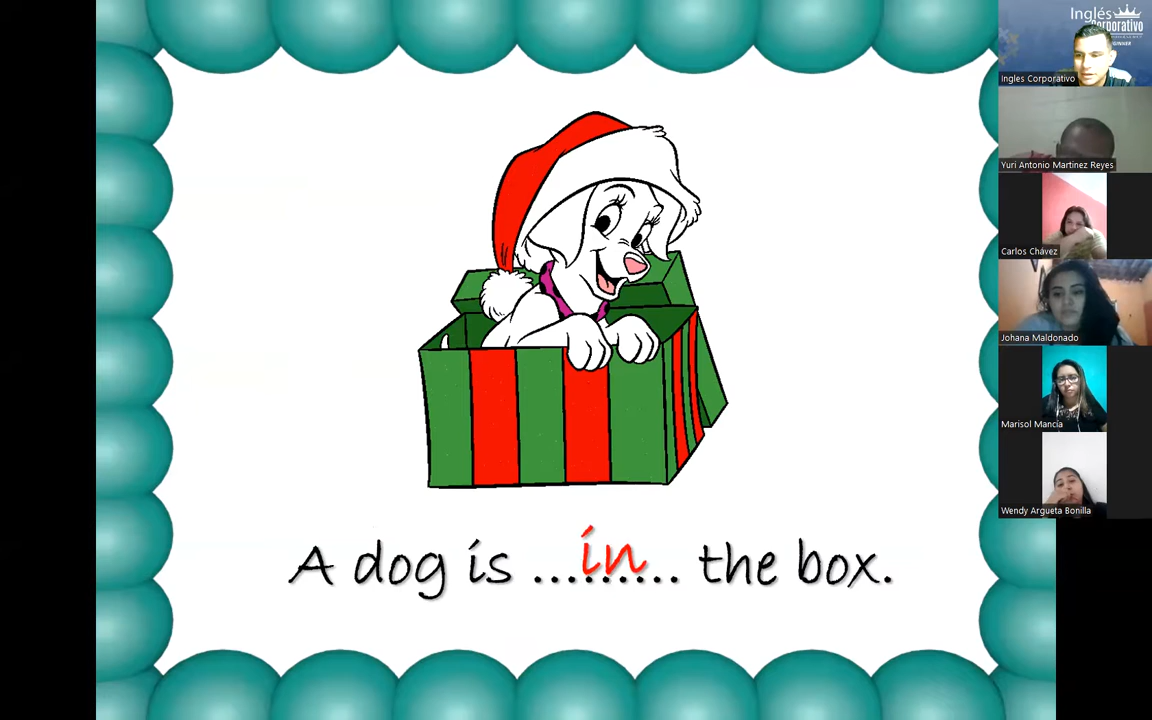 A dog is ...in... the box.
Inglés
Corporativo
Ingles Corporativo
Yuri Antonio Martinez Reyes
Carlos Chávez
Johana Maldonado
Marisol Mancía
Wendy Argueta Bonilla